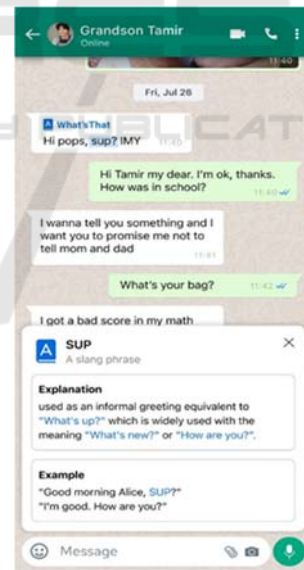 Grandson Tamir
Online
11:40
Fri, Jul 26
What'sThat
Hi pops, sup? IMY 11:40
Hi Tamir my dear. I'm ok, thanks.
How was in school?
11:40
I wanna tell you something and I
want you to promise me not to
tell mom and dad
11:41
What's your bag? 11:42
I got a bad score in my math
A SUP
A slang phrase
Explanation
used as an informal greeting equivalent to
"What's up?" which is widely used with the
meaning "What's new?" or "How are you?".
Example
"Good morning Alice, SUP?"
"I'm good. How are you?"
Message